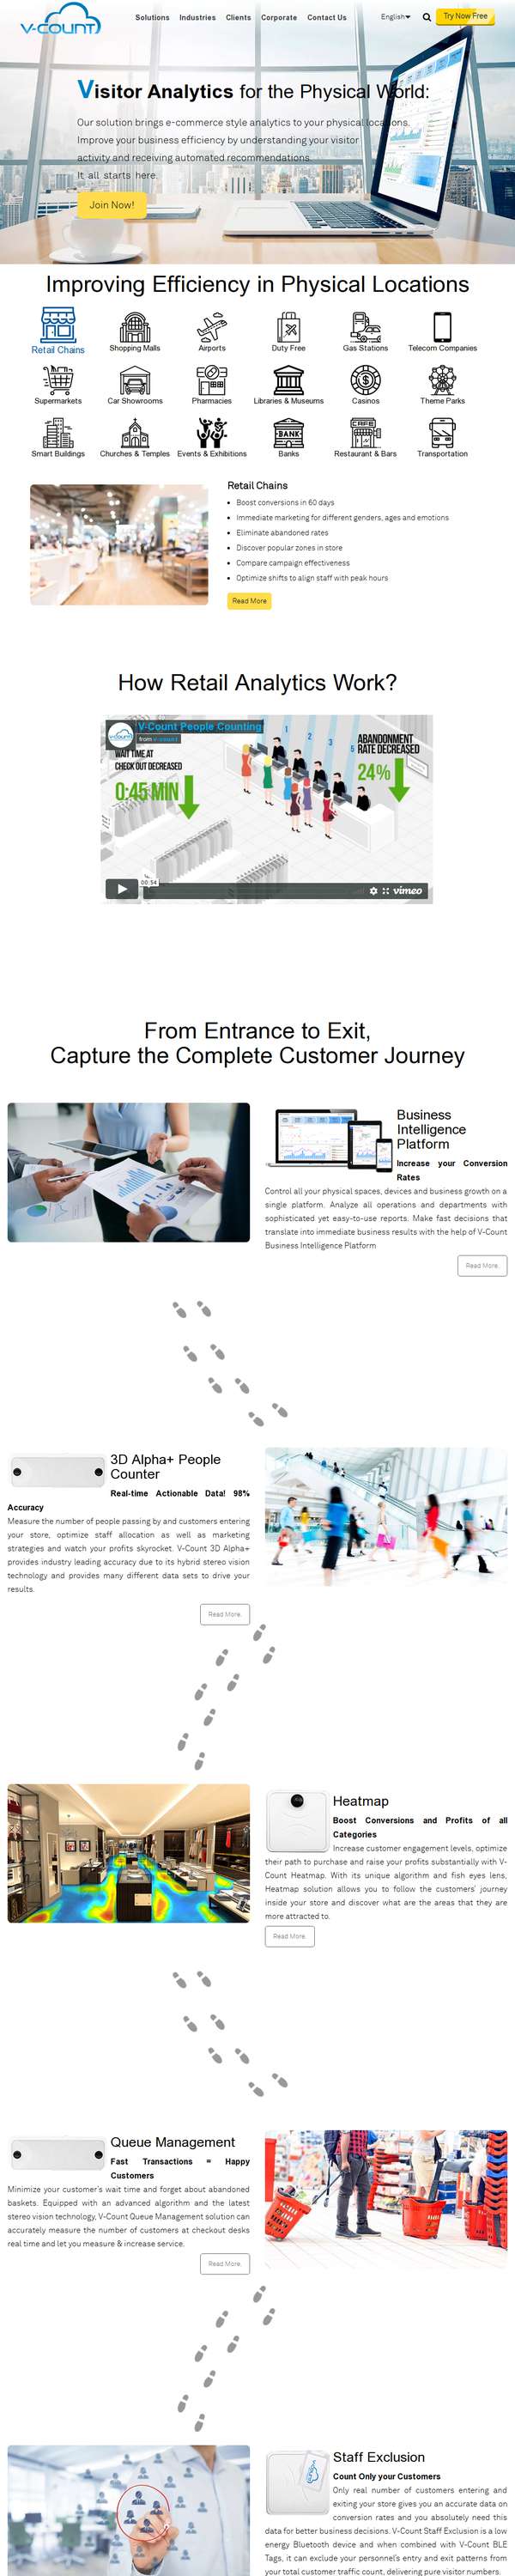 V-COUNT
Solutions Industries Clients Corporate Contact Us English Try Now Free
Visitor Analytics for the Physical World:
Our solution brings e-commerce style analytics to your physical locations.
Improve your business efficiency by understanding your visitor
activity and receiving automated recommendations.
It all starts here.
Join Now!
Improving Efficiency in Physical Locations
Retail Chains Shopping Malls Airports Duty Free Gas Stations Telecom Companies
Supermarkets Car Showrooms Pharmacies Libraries & Museums Casinos Theme Parks
BANK CAFE
Smart Buildings Churches & Temples Events & Exhibitions Banks Restaurant & Bars Transportation
Retail Chains
Boost conversions in 60 days
Immediate marketing for different genders, ages and emotions
Eliminate abandoned rates
Discover popular zones in store
Compare campaign effectiveness
Optimize shifts to align staff with peak hours
Read More
How Retail Analytics Work?
V-Count People Counting
from v-count
WAIT TIME AT
CHECK OUT DECREASED
0:45 MIN
1 2 3 5
ABANDONMENT
RATE DECREASED
24%
00:54
vimeo
From Entrance to Exit,
Capture the Complete Customer Journey
Business
Intelligence
Platform
Increase your Conversion
Rates
Control all your physical spaces, devices and business growth on a
single platform. Analyze all operations and departments with
sophisticated yet easy-to-use reports. Make fast decisions that
translate into immediate business results with the help of V-Count
Business Intelligence Platform
Read More.
3D Alpha+ People
Counter
Real-time Actionable Data! 98%
Accuracy
Measure the number of people passing by and customers entering
your store, optimize staff allocation as well as marketing
strategies and watch your profits skyrocket. V-Count 3D Alpha+
provides industry leading accuracy due to its hybrid stereo vision
technology and provides many different data sets to drive your
results.
Read More.
Heatmap
Boost Conversions and Profits of all
Categories
Increase customer engagement levels, optimize
their path to purchase and raise your profits substantially with V-
Count Heatmap. With its unique algorithm and fish eyes lens,
Heatmap solution allows you to follow the customers' journey
inside your store and discover what are the areas that they are
more attracted to.
Read More.
Queue Management
Fast Transactions = Happy
Customers
Minimize your customer's wait time and forget about abandoned
baskets. Equipped with an advanced algorithm and the latest
stereo vision technology, V-Count Queue Management solution can
accurately measure the number of customers at checkout desks
real time and let you measure & increase service.
Read More.
Staff Exclusion
Count Only your Customers
Only real number of customers entering and
exiting your store gives you an accurate data on
conversion rates and you absolutely need this
data for better business decisions. V-Count Staff Exclusion is a low
energy Bluetooth device and when combined with V-Count BLE
Tags, it can exclude your personnel's entry and exit patterns from
your total customer traffic count, delivering pure visitor numbers.